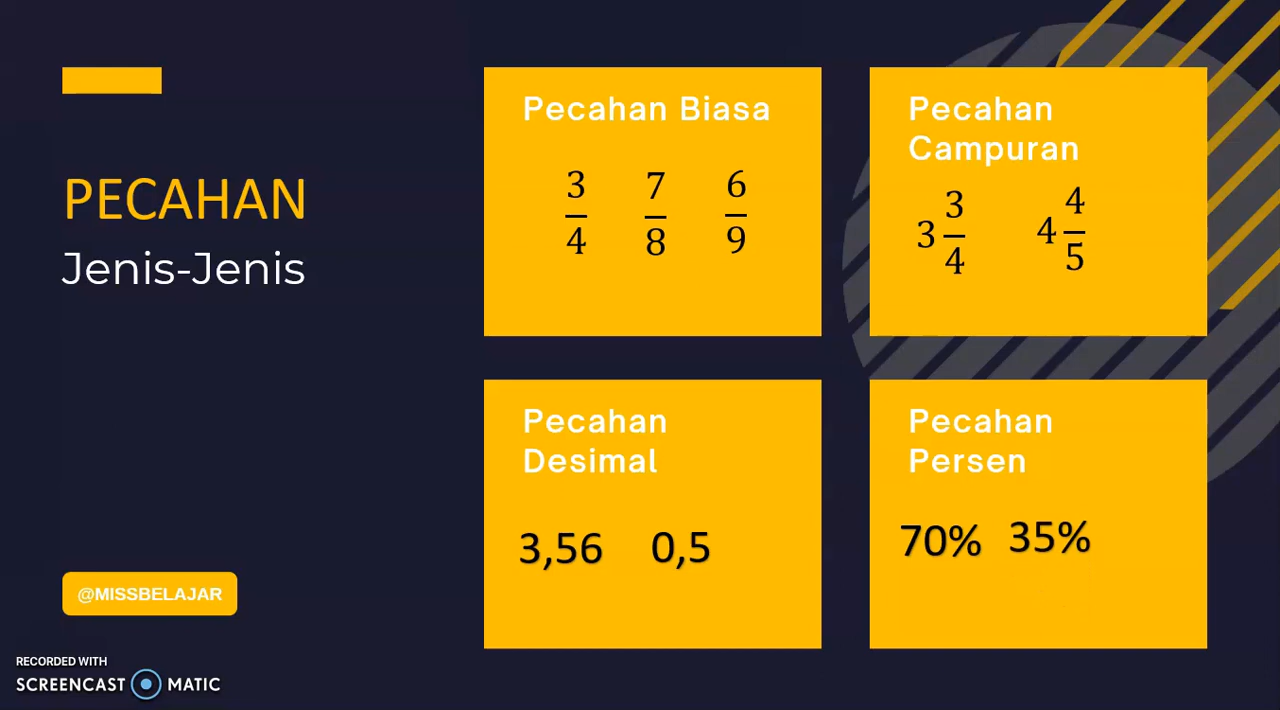 PECAHAN
Jenis-Jenis
Pecahan Biasa
3/4 7/8 6/9
Pecahan
Campuran
3 3/4 4 4/5
Pecahan
Desimal
3,56 0,5
Pecahan
Persen
70% 35%
@MISSBELAJAR
RECORDED WITH
SCREENCAST MATIC